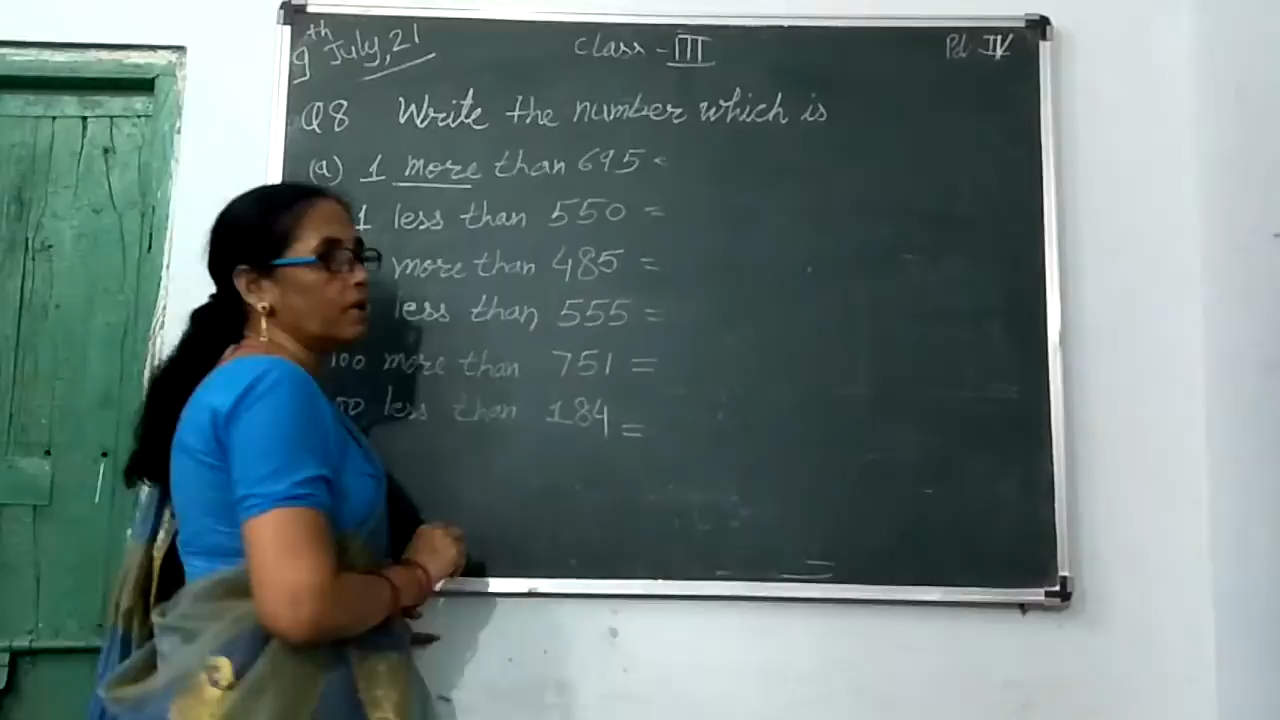 9th July, 21 Class - III Pd IV
Q8 Write the number which is
(a) 1 more than 695 =
1 less than 550 =
more than 485 =
less than 555 =
100 more than 751 =
less than 184 =